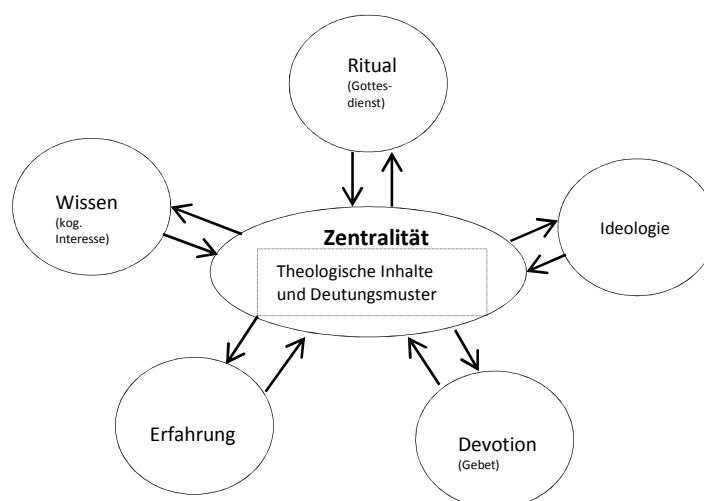 Ritual
(Gottes-
dienst)
Wissen
(kog.
Interesse)
Ideologie
Zentralität
Theologische Inhalte
und Deutungsmuster
Erfahrung
Devotion
(Gebet)